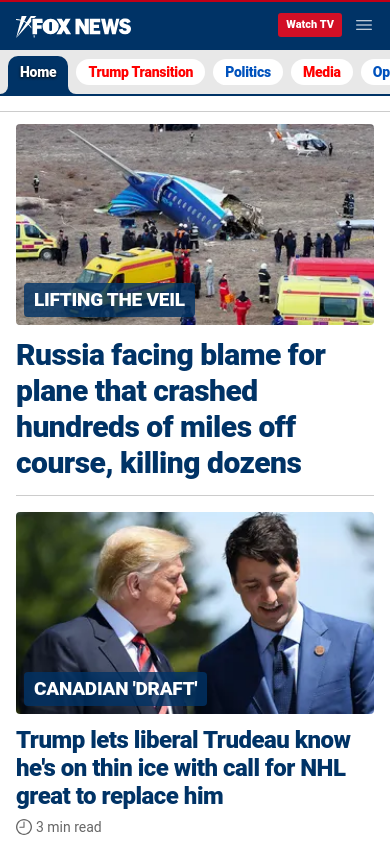 FOX NEWS
Watch TV
Home
Trump Transition
Politics
Media
Op
LIFTING THE VEIL
Russia facing blame for
plane that crashed
hundreds of miles off
course, killing dozens
CANADIAN 'DRAFT'
Trump lets liberal Trudeau know
he's on thin ice with call for NHL
great to replace him
3 min read